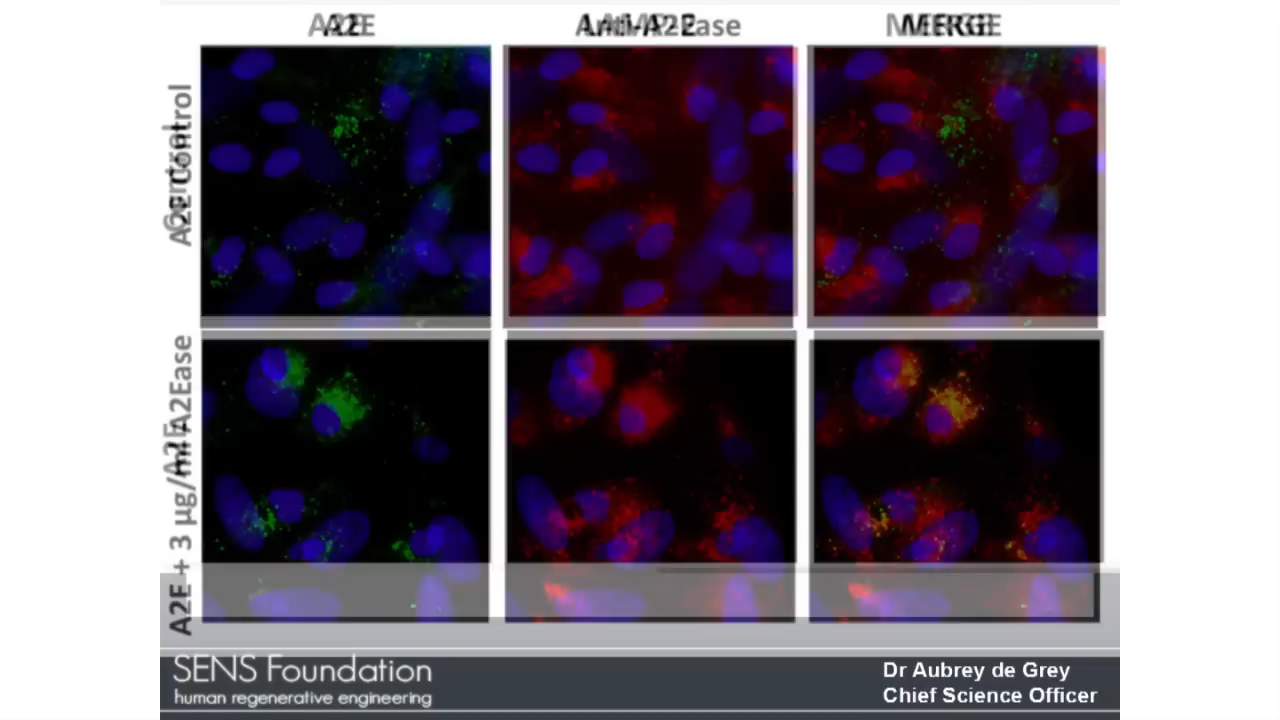 A2E
MERGE
A2E + 3 µg/ml A2Ease
SENS Foundation
human regenerative engineering
Dr Aubrey de Grey
Chief Science Officer